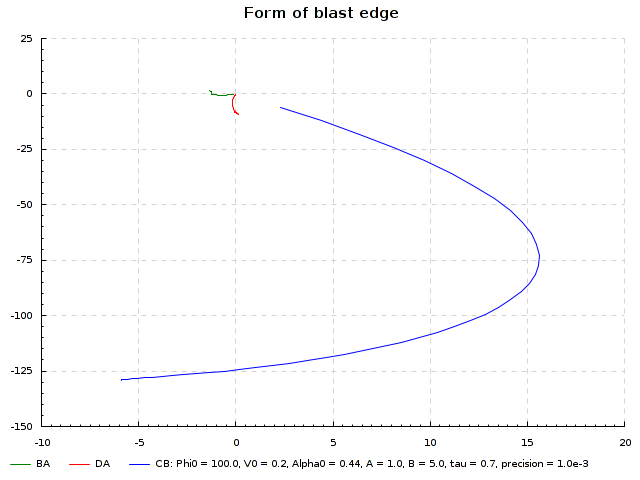 Form of blast edge
25
0
-25
-50
-75
-100
-125
-150
-10 -5 0 5 10 15 20
BA DA CB: Phi0 = 100.0, V0 = 0.2, Alpha0 = 0.44, A = 1.0, B = 5.0, tau = 0.7, precision = 1.0e-3